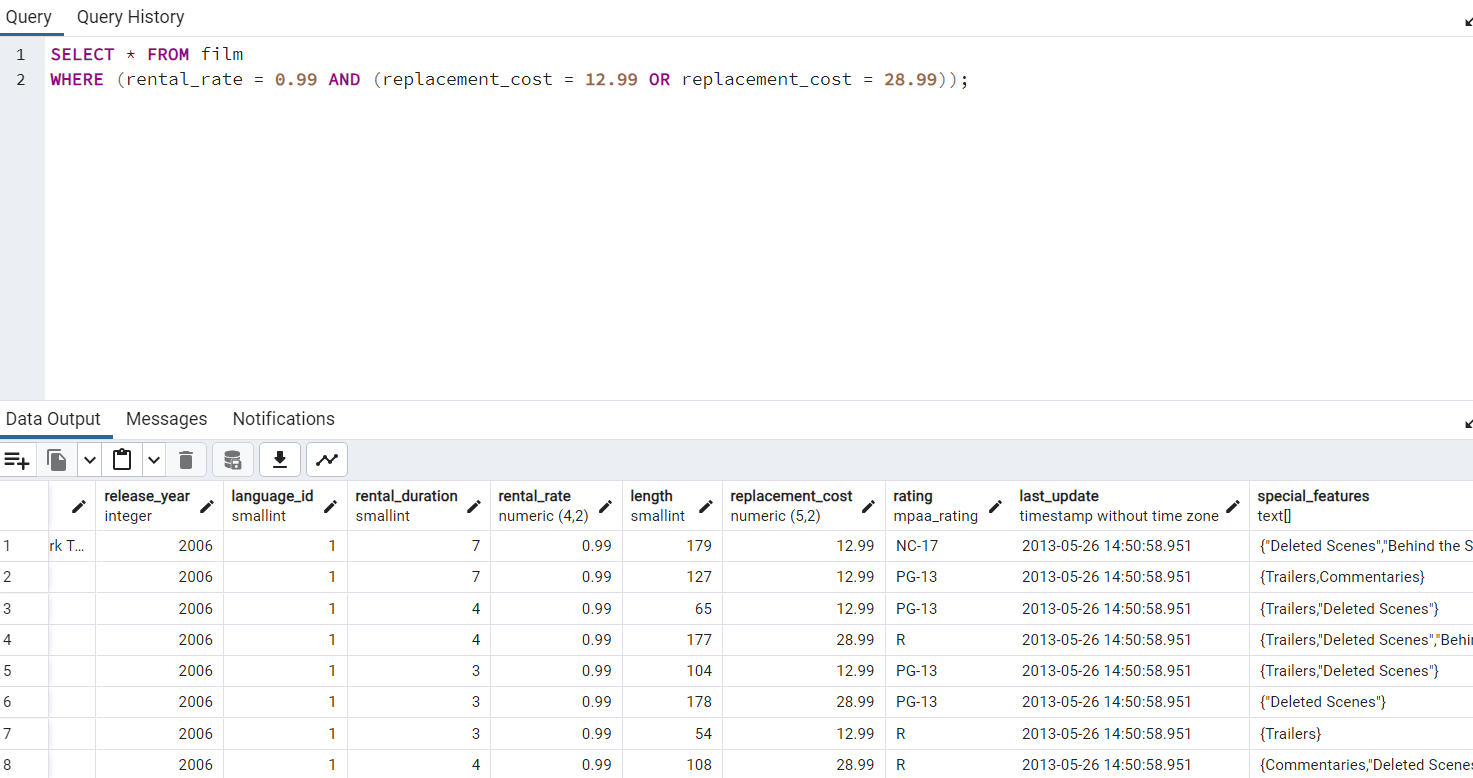 Query Query History
1 SELECT * FROM film
2 WHERE (rental_rate = 0.99 AND (replacement_cost = 12.99 OR replacement_cost = 28.99));
Data Output Messages Notifications
release_year language_id rental_duration rental_rate length replacement_cost rating last_update special_features
integer smallint smallint numeric (4,2) smallint numeric (5,2) mpaa_rating timestamp without time zone text[]
1 rk T... 2006 1 7 0.99 179 12.99 NC-17 2013-05-26 14:50:58.951 {"Deleted Scenes","Behind the S
2 2006 1 7 0.99 127 12.99 PG-13 2013-05-26 14:50:58.951 {Trailers,Commentaries}
3 2006 1 4 0.99 65 12.99 PG-13 2013-05-26 14:50:58.951 {Trailers,"Deleted Scenes"}
4 2006 1 4 0.99 177 28.99 R 2013-05-26 14:50:58.951 {Trailers,"Deleted Scenes","Behi
5 2006 1 3 0.99 104 12.99 PG-13 2013-05-26 14:50:58.951 {Trailers,"Deleted Scenes"}
6 2006 1 3 0.99 178 28.99 PG-13 2013-05-26 14:50:58.951 {"Deleted Scenes"}
7 2006 1 3 0.99 54 12.99 R 2013-05-26 14:50:58.951 {Trailers}
8 2006 1 4 0.99 108 28.99 R 2013-05-26 14:50:58.951 {Commentaries,"Deleted Scenes